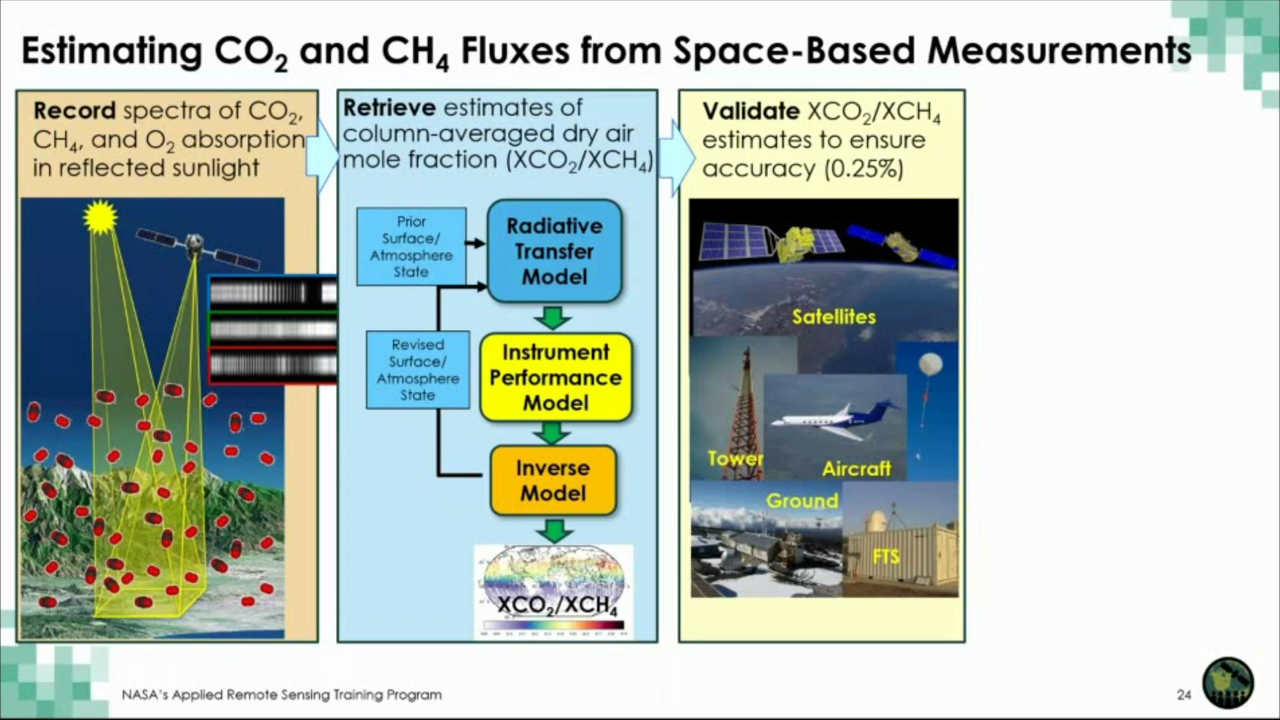 Estimating CO₂ and CH₄ Fluxes from Space-Based Measurements
Record spectra of CO₂,
CH₄, and O₂ absorption
in reflected sunlight
Retrieve estimates of
column-averaged dry air
mole fraction (XCO₂/XCH₄)
Prior
Surface/
Atmosphere
State
Radiative
Transfer
Model
Revised
Surface/
Atmosphere
State
Instrument
Performance
Model
Inverse
Model
XCO₂/XCH₄
Validate XCO₂/XCH₄
estimates to ensure
accuracy (0.25%)
Satellites
Tower
Aircraft
Ground
FTS
NASA's Applied Remote Sensing Training Program
24